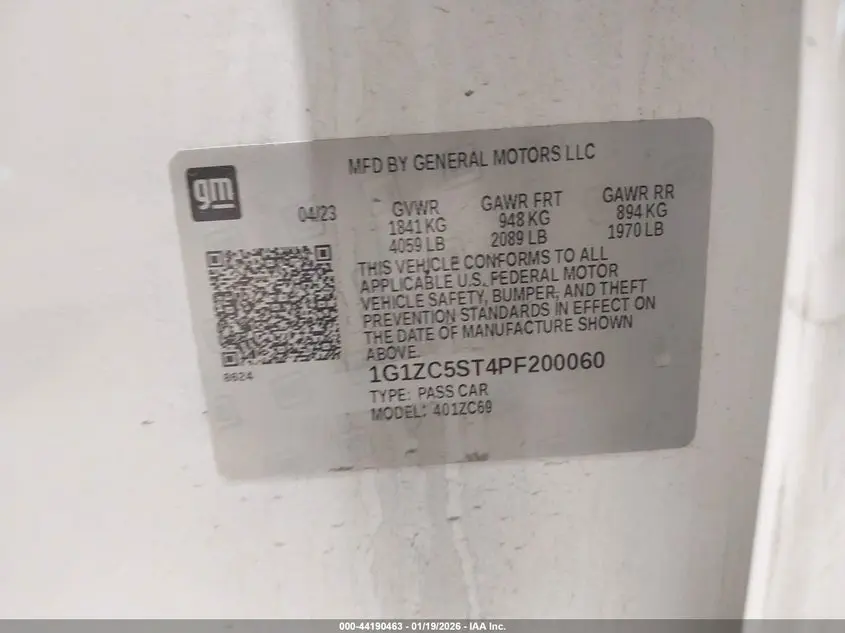 MFD BY GENERAL MOTORS LLC
gm
04/23
GVWR
1841 KG
4059 LB
GAWR FRT
948 KG
2089 LB
GAWR RR
894 KG
1970 LB
THIS VEHICLE CONFORMS TO ALL
APPLICABLE U.S. FEDERAL MOTOR
VEHICLE SAFETY, BUMPER, AND THEFT
PREVENTION STANDARDS IN EFFECT ON
THE DATE OF MANUFACTURE SHOWN
ABOVE.
8624
1G1ZC5ST4PF200060
TYPE: PASS CAR
MODEL: 401ZC69
000-44190463 - 01/19/2026 - IAA Inc.